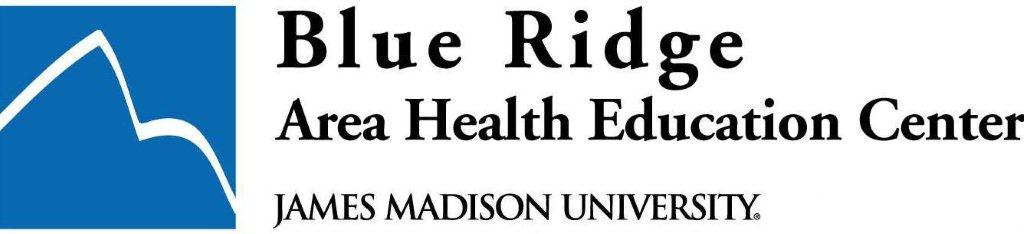 Blue Ridge
Area Health Education Center
JAMES MADISON UNIVERSITY®